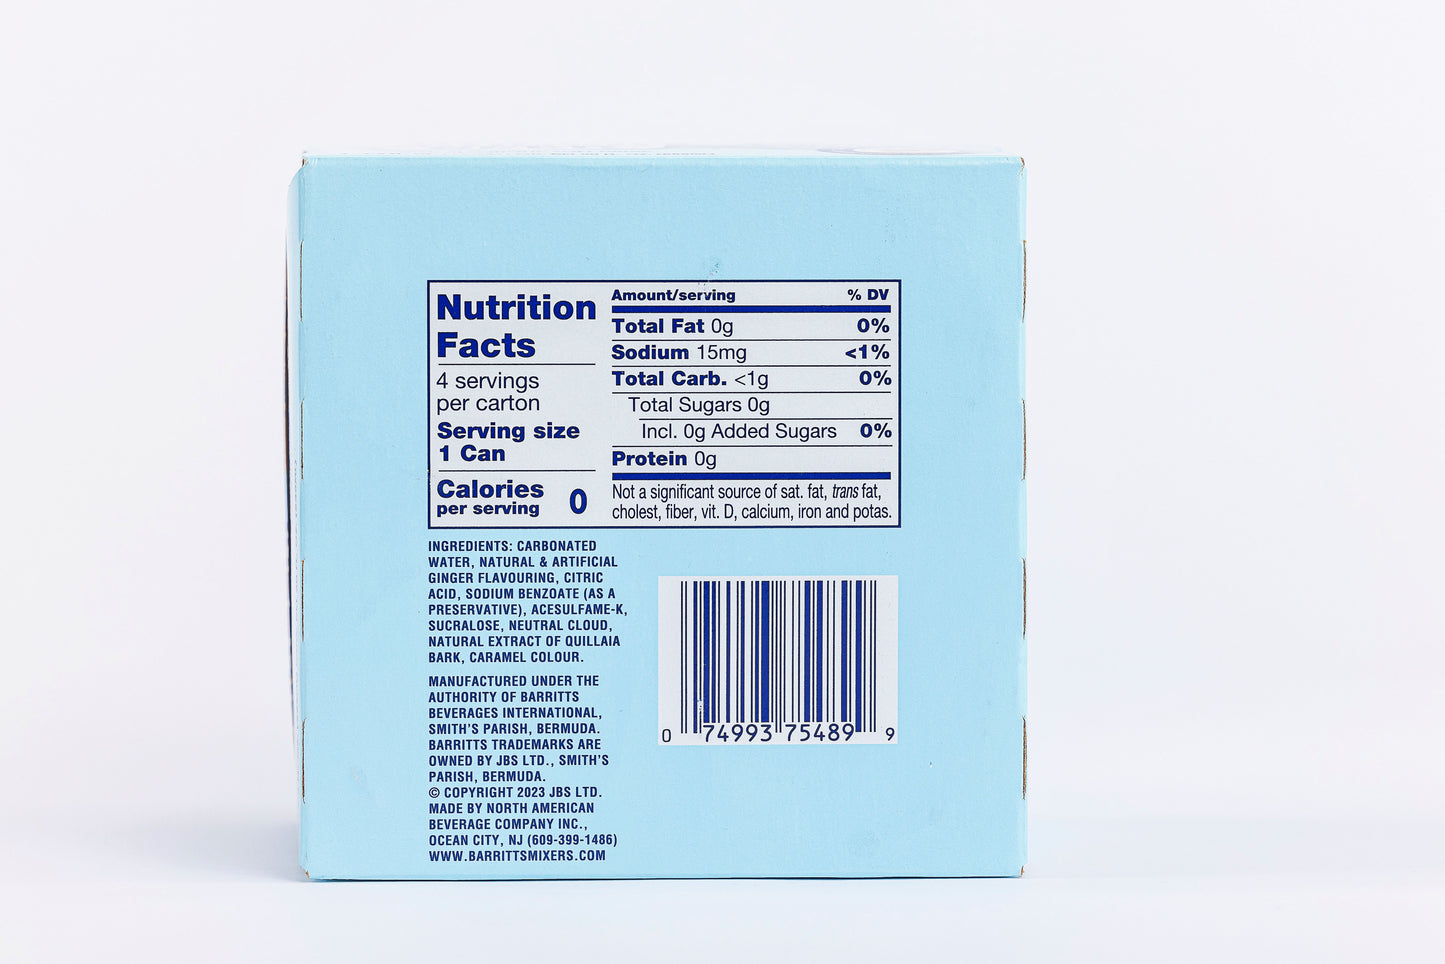 Nutrition
Facts
4 servings
per carton
Serving size
1 Can
Calories
per serving 0
Amount/serving % DV
Total Fat 0g 0%
Sodium 15mg <1%
Total Carb. <1g 0%
Total Sugars 0g
Incl. 0g Added Sugars 0%
Protein 0g
Not a significant source of sat. fat, trans fat,
cholest, fiber, vit. D, calcium, iron and potas.
INGREDIENTS: CARBONATED
WATER, NATURAL & ARTIFICIAL
GINGER FLAVOURING, CITRIC
ACID, SODIUM BENZOATE (AS A
PRESERVATIVE), ACESULFAME-K,
SUCRALOSE, NEUTRAL CLOUD,
NATURAL EXTRACT OF QUILLAIA
BARK, CARAMEL COLOUR.
MANUFACTURED UNDER THE
AUTHORITY OF BARRITTS
BEVERAGES INTERNATIONAL,
SMITH'S PARISH, BERMUDA.
BARRITTS TRADEMARKS ARE
OWNED BY JBS LTD., SMITH'S
PARISH, BERMUDA.
© COPYRIGHT 2023 JBS LTD.
MADE BY NORTH AMERICAN
BEVERAGE COMPANY INC.,
OCEAN CITY, NJ (609-399-1486)
WWW.BARRITTSMIXERS.COM
0 74993 75489 9